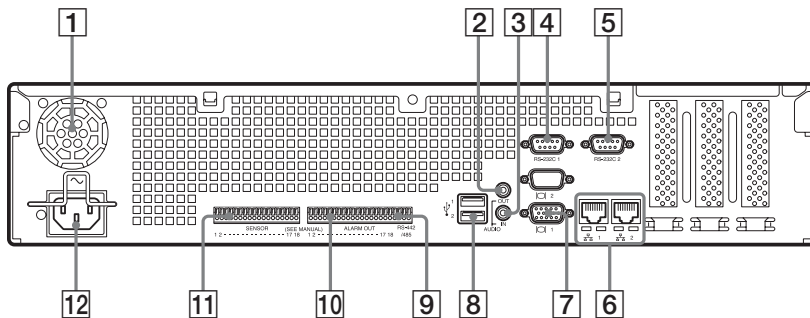 1
2
3
4
5
RS-232C 1
RS-232C 2
OUT
IN
AUDIO
1
2
2
1
1
2
SENSOR
(SEE MANUAL)
ALARM OUT
RS-442
/485
1 2 - - - - - - - - - - - - - - 17 18
1 2 - - - - - - - - - - - - - - 17 18
12
11
10
9
8
7
6